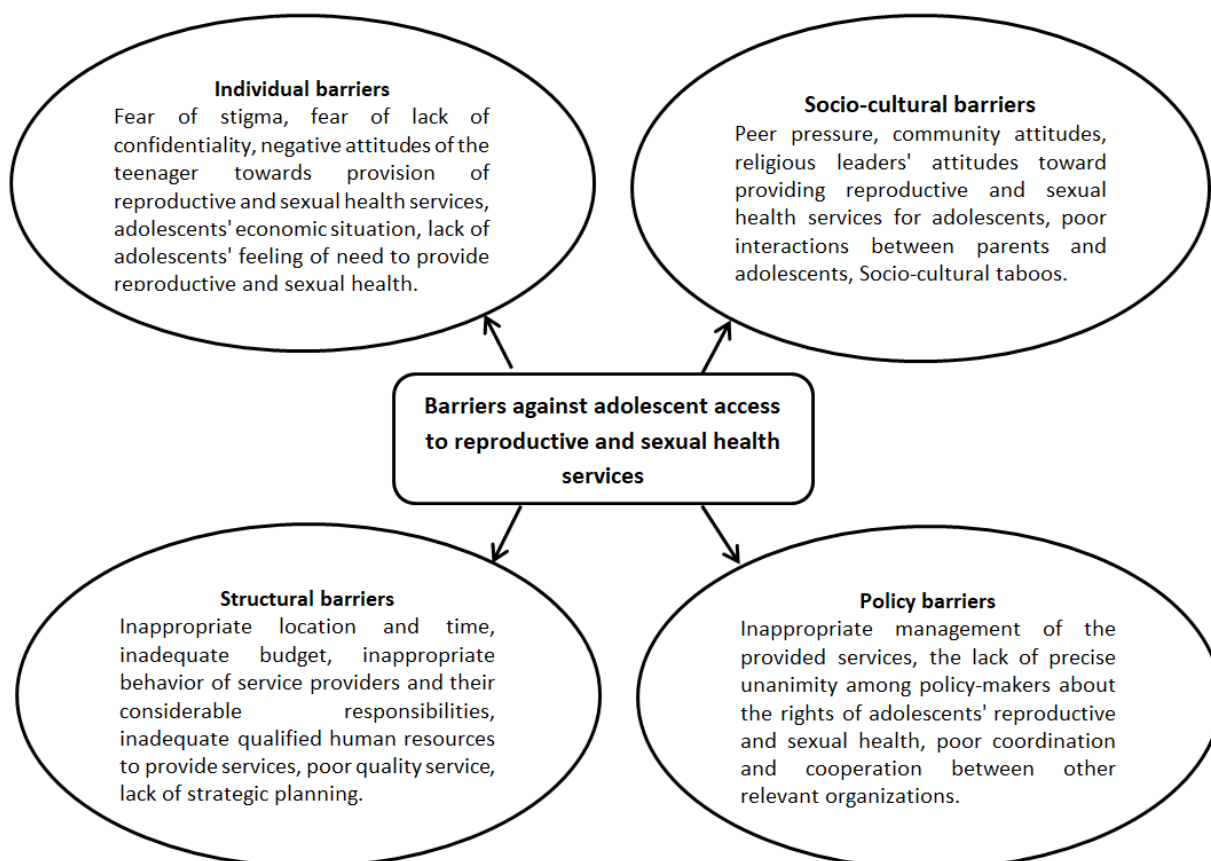 Individual barriers
Fear of stigma, fear of lack of
confidentiality, negative attitudes of the
teenager towards provision of
reproductive and sexual health services,
adolescents' economic situation, lack of
adolescents' feeling of need to provide
reproductive and sexual health.
Socio-cultural barriers
Peer pressure, community attitudes,
religious leaders' attitudes toward
providing reproductive and sexual
health services for adolescents, poor
interactions between parents and
adolescents, Socio-cultural taboos.
Barriers against adolescent access
to reproductive and sexual health
services
Structural barriers
Inappropriate location and time,
inadequate budget, inappropriate
behavior of service providers and their
considerable responsibilities,
inadequate qualified human resources
to provide services, poor quality service,
lack of strategic planning.
Policy barriers
Inappropriate management of the
provided services, the lack of precise
unanimity among policy-makers about
the rights of adolescents' reproductive
and sexual health, poor coordination
and cooperation between other
relevant organizations.